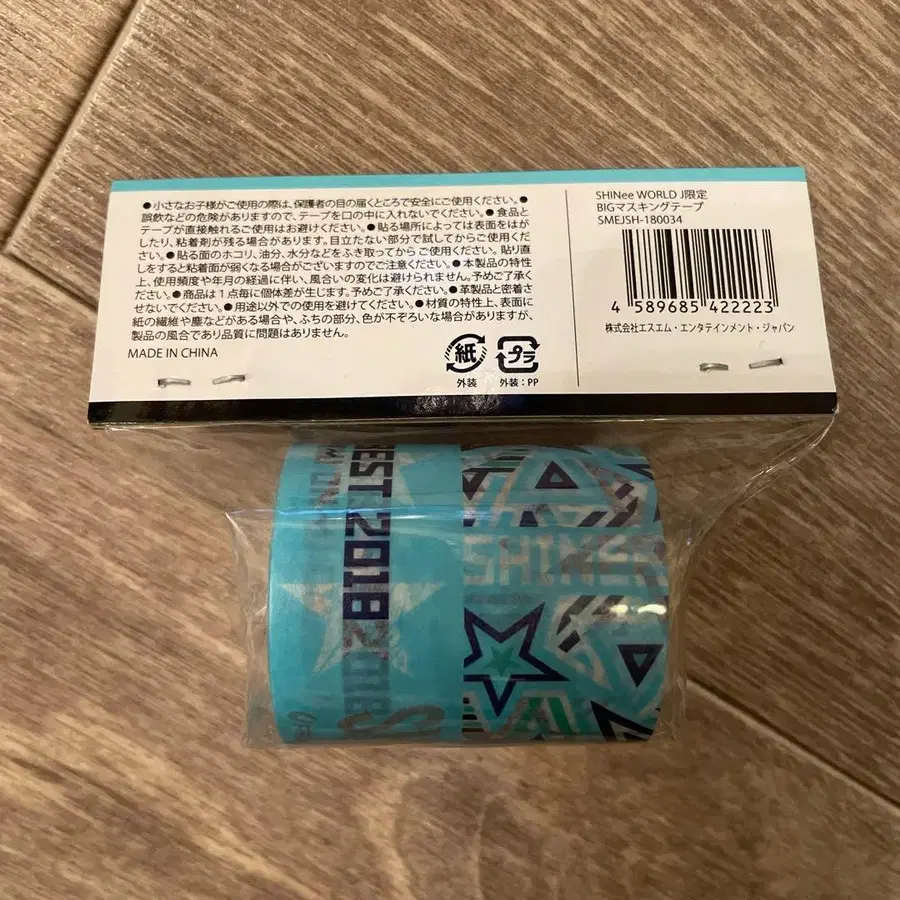 ●小さなお子様がご使用の際は、保護者の目の届くところで安全にご使用ください。●
誤飲などの危険がありますので、テープを口の中に入れないでください。●食品と
テープが直接触れるご使用はお避けください。●貼る場所によっては表面をはが
したり、粘着剤が残る場合があります。目立たない部分で試してからご使用くだ
さい。●貼る面のホコリ、油分、水分などをふき取ってからご使用ください。貼り直
しをすると粘着面が弱くなる場合がございますのでご注意ください。●本製品の特性
上、使用頻度や年月の経過に伴い、風合いの変化は避けられません。予めご了承く
ださい。●商品は1点毎に個体差が生じます。予めご了承ください。●革製品と密着さ
せないでください。●用途以外での使用を避けてください。●材質の特性上、表面に
紙の繊維や塵などがある場合や、ふちの部分、色が不ぞろいな場合がありますが、
製品の風合であり品質に問題はありません。
MADE IN CHINA
紙
外装
プラ
外装:PP
SHINee WORLD J限定
BIGマスキングテープ
SMEJSH-180034
4 589685 422223
株式会社エスエム・エンタテインメント・ジャパン
BEST 2018
SHINEE